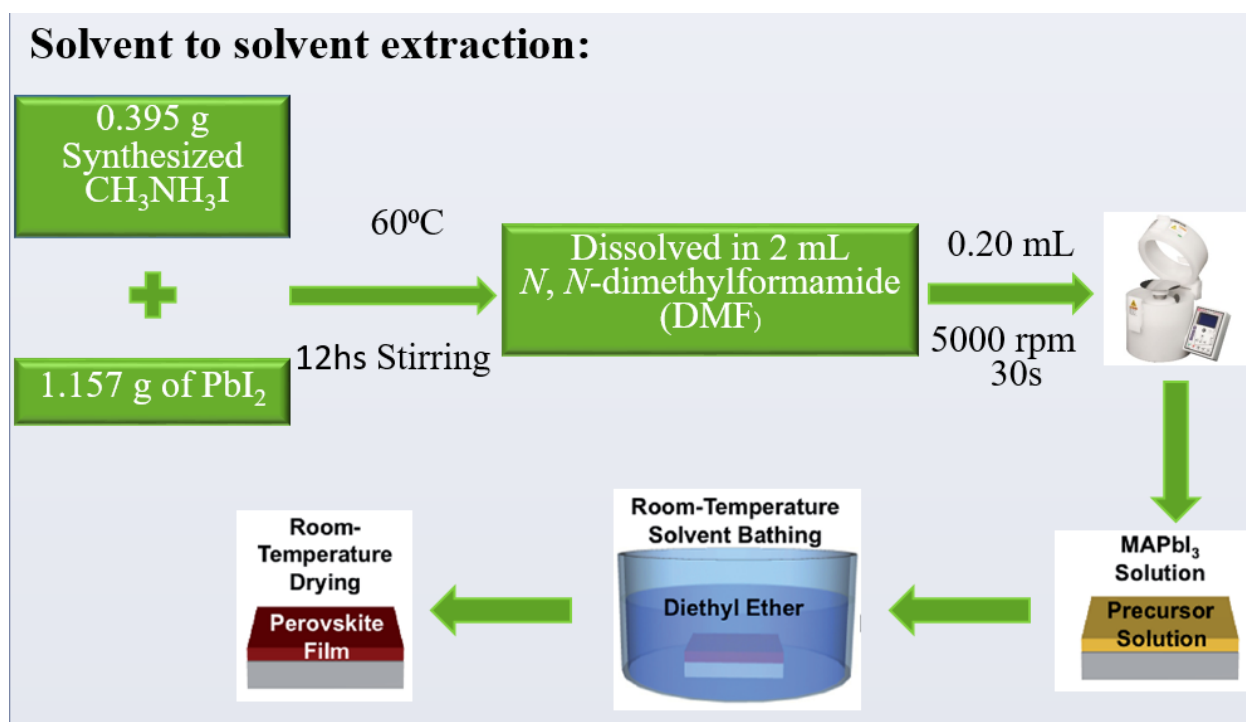 Solvent to solvent extraction:
0.395 g
Synthesized
CH₃NH₃I
1.157 g of PbI₂
60⁰C
12hs Stirring
Dissolved in 2 mL
N, N-dimethylformamide
(DMF)
0.20 mL
5000 rpm
30s
MAPbI₃
Solution
Precursor
Solution
Room-Temperature
Solvent Bathing
Diethyl Ether
Room-
Temperature
Drying
Perovskite
Film